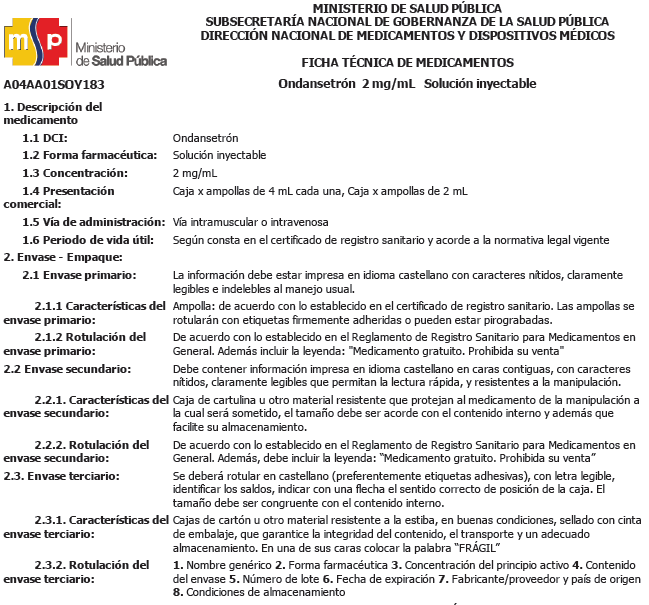 MINISTERIO DE SALUD PÚBLICA
SUBSECRETARÍA NACIONAL DE GOBERNANZA DE LA SALUD PÚBLICA
DIRECCIÓN NACIONAL DE MEDICAMENTOS Y DISPOSITIVOS MÉDICOS
msp
Ministerio
de Salud Pública
FICHA TÉCNICA DE MEDICAMENTOS
A04AA01SOY183 Ondansetrón 2 mg/mL Solución inyectable
1. Descripción del
medicamento
1.1 DCI: Ondansetrón
1.2 Forma farmacéutica: Solución inyectable
1.3 Concentración: 2 mg/mL
1.4 Presentación Caja x ampollas de 4 mL cada una, Caja x ampollas de 2 mL
comercial:
1.5 Vía de administración: Vía intramuscular o intravenosa
1.6 Periodo de vida útil: Según consta en el certificado de registro sanitario y acorde a la normativa legal vigente
2. Envase - Empaque:
2.1 Envase primario: La información debe estar impresa en idioma castellano con caracteres nítidos, claramente
legibles e indelebles al manejo usual.
2.1.1 Características del Ampolla: de acuerdo con lo establecido en el certificado de registro sanitario. Las ampollas se
envase primario: rotularán con etiquetas firmemente adheridas o pueden estar pirograbadas.
2.1.2 Rotulación del De acuerdo con lo establecido en el Reglamento de Registro Sanitario para Medicamentos en
envase primario: General. Además incluir la leyenda: "Medicamento gratuito. Prohibida su venta"
2.2 Envase secundario: Debe contener información impresa en idioma castellano en caras contiguas, con caracteres
nítidos, claramente legibles que permitan la lectura rápida, y resistentes a la manipulación.
2.2.1. Características del Caja de cartulina u otro material resistente que protejan al medicamento de la manipulación a
envase secundario: la cual será sometido, el tamaño debe ser acorde con el contenido interno y además que
facilite su almacenamiento.
2.2.2. Rotulación del De acuerdo con lo establecido en el Reglamento de Registro Sanitario para Medicamentos en
envase secundario: General. Además, debe incluir la leyenda: “Medicamento gratuito. Prohibida su venta”
2.3. Envase terciario: Se deberá rotular en castellano (preferentemente etiquetas adhesivas), con letra legible,
identificar los saldos, indicar con una flecha el sentido correcto de posición de la caja. El
tamaño debe ser congruente con el contenido interno.
2.3.1. Características del Cajas de cartón u otro material resistente a la estiba, en buenas condiciones, sellado con cinta
envase terciario: de embalaje, que garantice la integridad del contenido, el transporte y un adecuado
almacenamiento. En una de sus caras colocar la palabra “FRÁGIL”
2.3.2. Rotulación del 1. Nombre genérico 2. Forma farmacéutica 3. Concentración del principio activo 4. Contenido
envase terciario: del envase 5. Número de lote 6. Fecha de expiración 7. Fabricante/proveedor y país de origen
8. Condiciones de almacenamiento